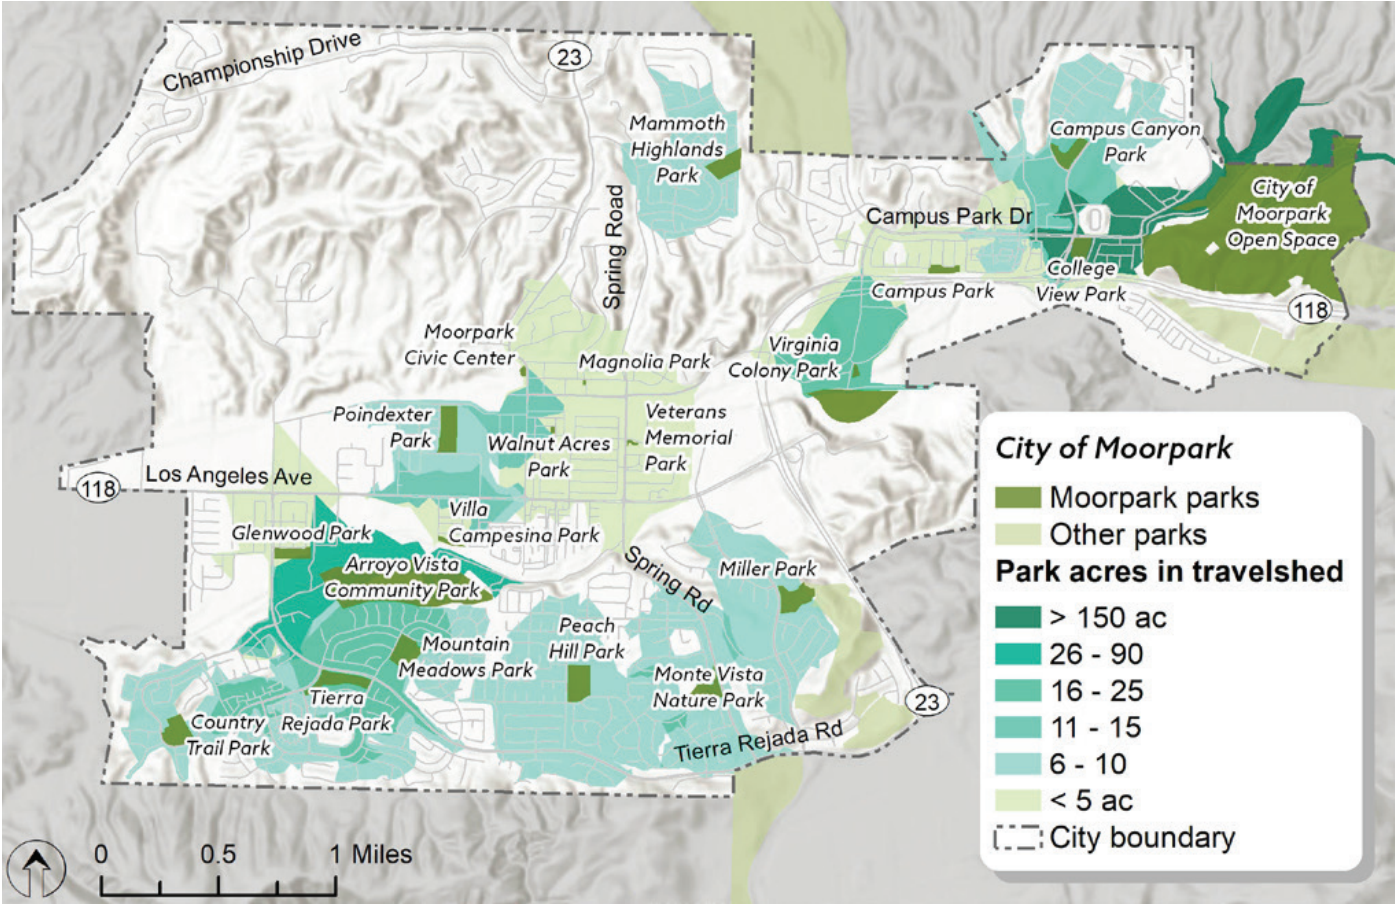 Championship Drive
23
Mammoth
Highlands
Park
Spring Road
Campus Canyon
Park
City of
Moorpark
Open Space
Campus Park Dr
College
View Park
Campus Park
118
Moorpark
Civic Center
Magnolia Park
Virginia
Colony Park
Poindexter
Park
Walnut Acres
Park
Veterans
Memorial
Park
Los Angeles Ave
118
Villa
Campesina Park
Glenwood Park
Arroyo Vista
Community Park
Spring Rd
Miller Park
Peach
Hill Park
Mountain
Meadows Park
Monte Vista
Nature Park
Tierra
Rejada Park
Country
Trail Park
Tierra Rejada Rd
23
City of Moorpark
Moorpark parks
Other parks
Park acres in travelshed
> 150 ac
26 - 90
16 - 25
11 - 15
6 - 10
< 5 ac
City boundary
0 0.5 1 Miles